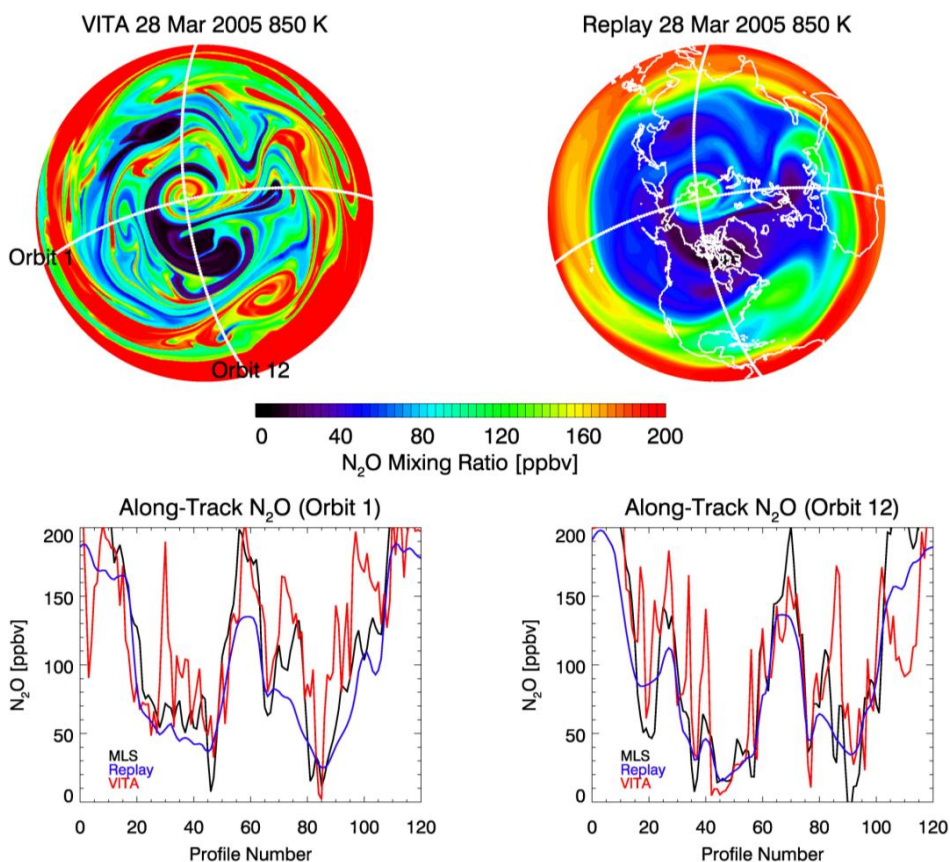 VITA 28 Mar 2005 850 K
Replay 28 Mar 2005 850 K
Orbit 1
Orbit 12
0 40 80 120 160 200
N₂O Mixing Ratio [ppbv]
Along-Track N₂O (Orbit 1)
200
150
100
50
0
N₂O [ppbv]
MLS
Replay
VITA
0 20 40 60 80 100 120
Profile Number
Along-Track N₂O (Orbit 12)
200
150
100
50
0
N₂O [ppbv]
MLS
Replay
VITA
0 20 40 60 80 100 120
Profile Number